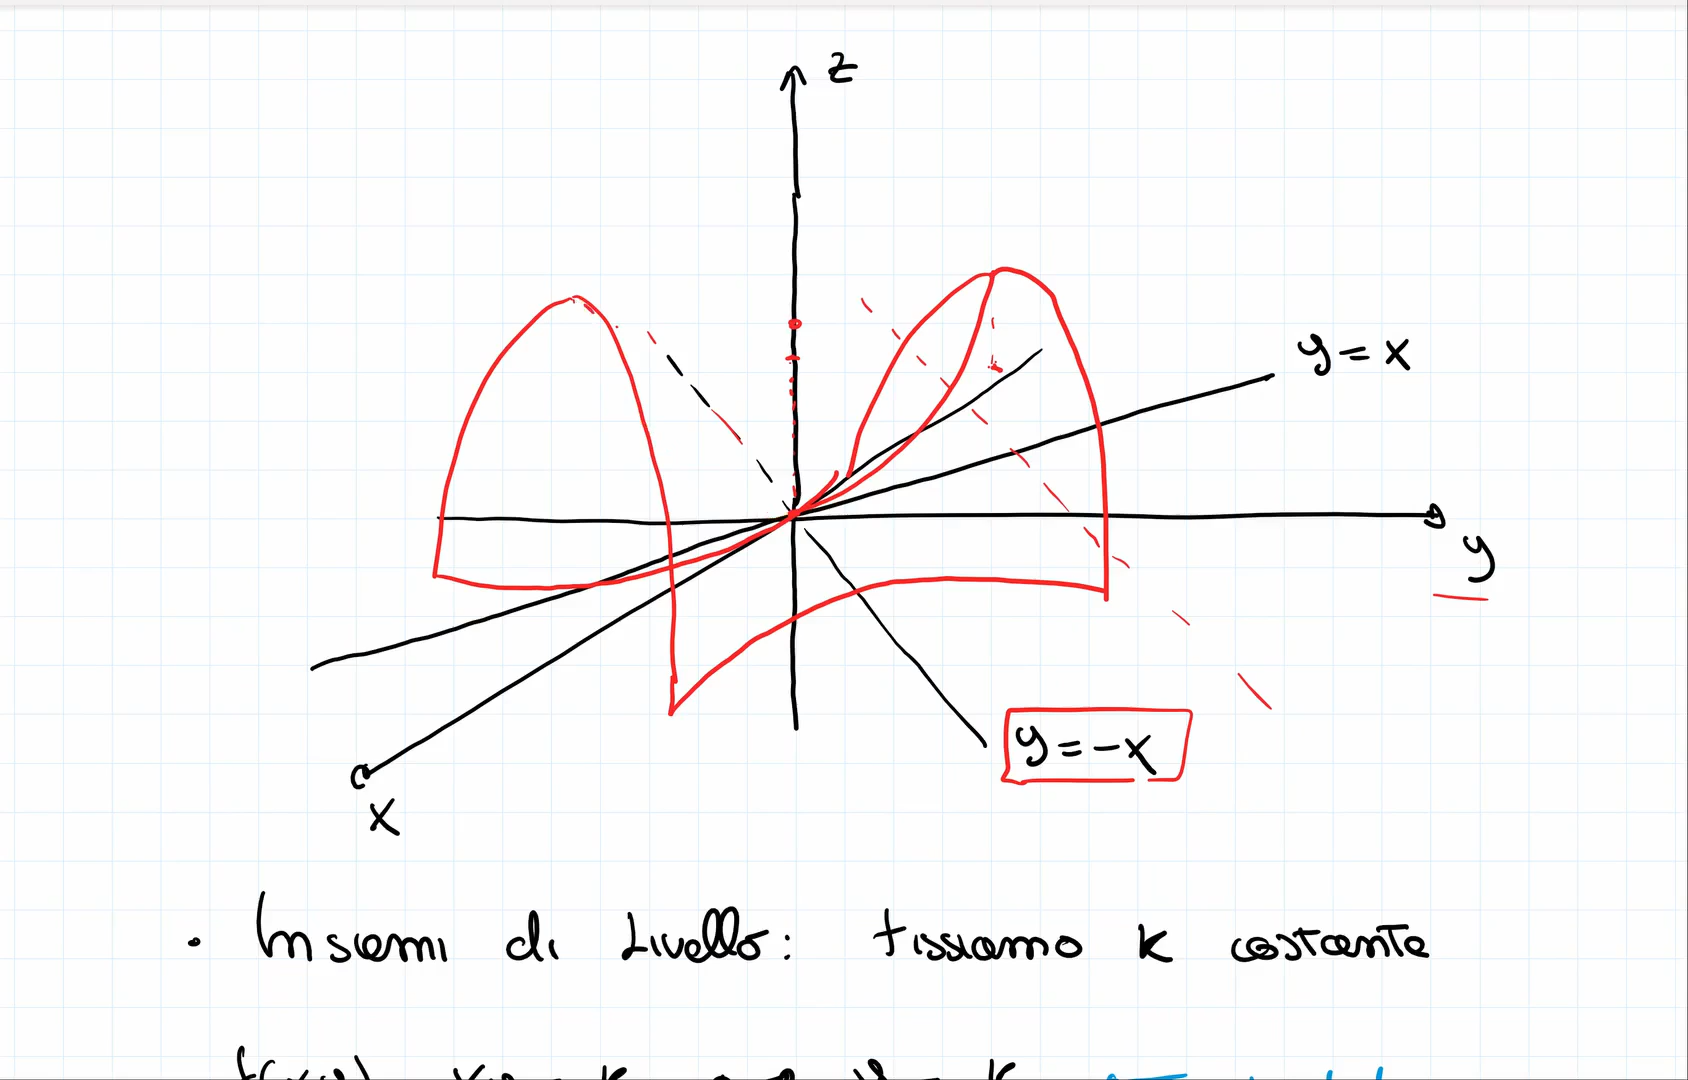 z
y = x
y
y = -x
x
• Insiemi di Livello: fissiamo k costante